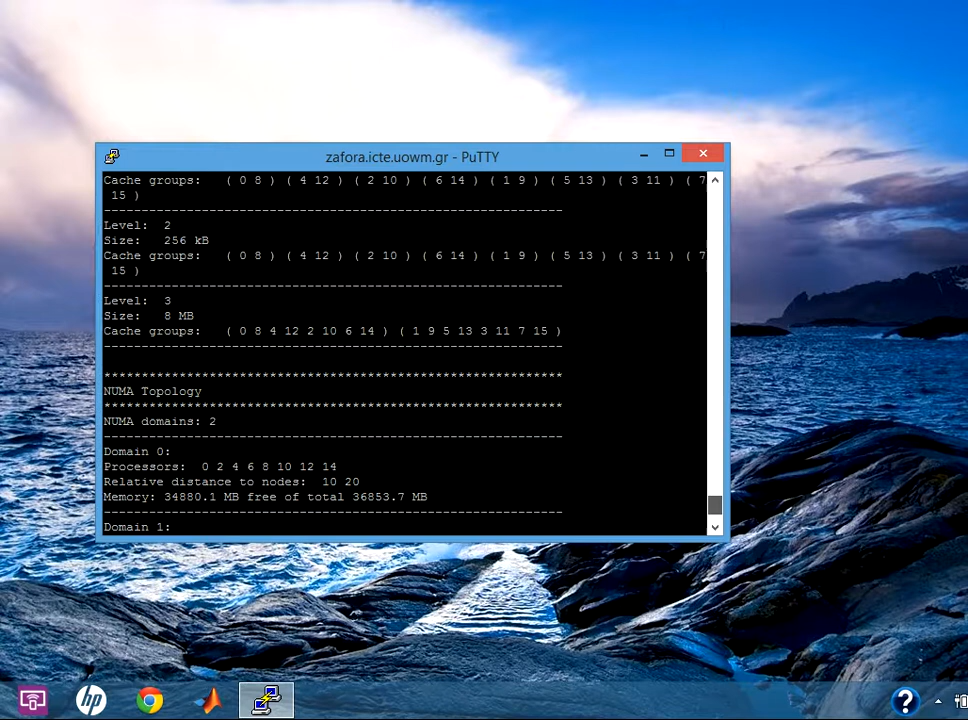 zafora.icte.uowm.gr - PuTTY
Cache groups: ( 0 8 ) ( 4 12 ) ( 2 10 ) ( 6 14 ) ( 1 9 ) ( 5 13 ) ( 3 11 ) ( 7
15 )
--------------------------------------------------------------
Level: 2
Size: 256 kB
Cache groups: ( 0 8 ) ( 4 12 ) ( 2 10 ) ( 6 14 ) ( 1 9 ) ( 5 13 ) ( 3 11 ) ( 7
15 )
--------------------------------------------------------------
Level: 3
Size: 8 MB
Cache groups: ( 0 8 4 12 2 10 6 14 ) ( 1 9 5 13 3 11 7 15 )
--------------------------------------------------------------
**************************************************************
NUMA Topology
**************************************************************
NUMA domains: 2
--------------------------------------------------------------
Domain 0:
Processors: 0 2 4 6 8 10 12 14
Relative distance to nodes: 10 20
Memory: 34880.1 MB free of total 36853.7 MB
--------------------------------------------------------------
Domain 1:
hp
?